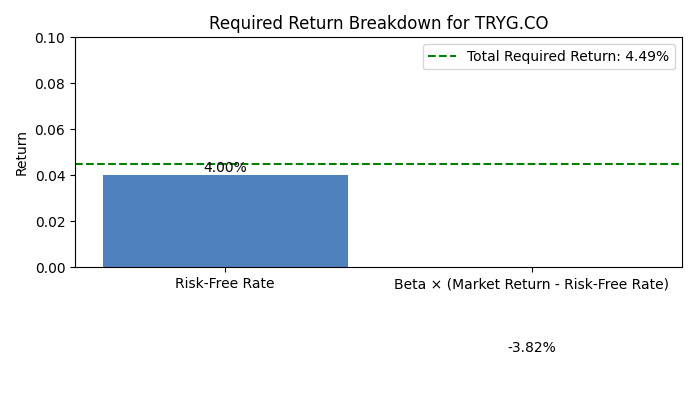 Required Return Breakdown for TRYG.CO
0.10
0.08
0.06
0.04
0.02
0.00
Return
Total Required Return: 4.49%
4.00%
Risk-Free Rate
Beta × (Market Return - Risk-Free Rate)
-3.82%